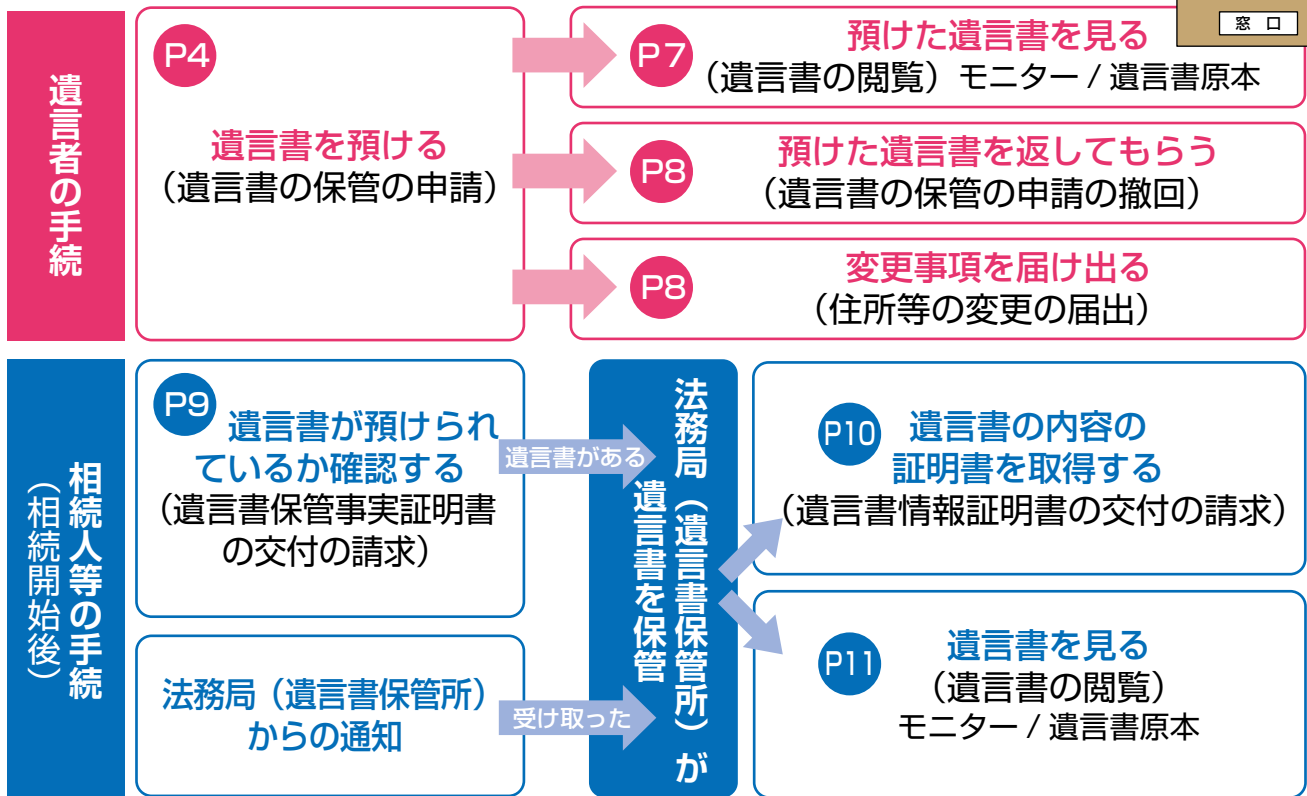 窓 口
遺言者の手続
P4
遺言書を預ける
（遺言書の保管の申請）
P7
預けた遺言書を見る
（遺言書の閲覧）モニター / 遺言書原本
P8
預けた遺言書を返してもらう
（遺言書の保管の申請の撤回）
P8
変更事項を届け出る
（住所等の変更の届出）
相続人等の手続
（相続開始後）
P9
遺言書が預けられ
ているか確認する
（遺言書保管事実証明書
の交付の請求）
遺言書がある
法務局（遺言書保管所）
からの通知
受け取った
法務局（遺言書保管所）が
遺言書を保管
P10
遺言書の内容の
証明書を取得する
（遺言書情報証明書の交付の請求）
P11
遺言書を見る
（遺言書の閲覧）
モニター / 遺言書原本